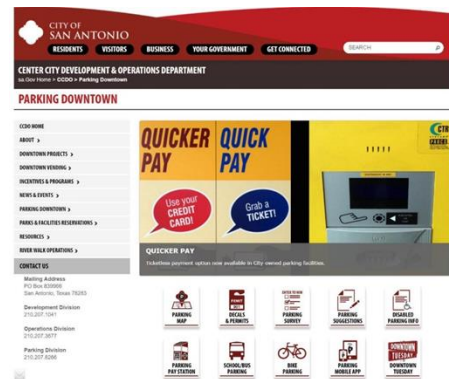 CITY OF
SAN ANTONIO
RESIDENTS
VISITORS
BUSINESS
YOUR GOVERNMENT
GET CONNECTED
SEARCH
CENTER CITY DEVELOPMENT & OPERATIONS DEPARTMENT
sa.Gov Home > CCDO > Parking Downtown
PARKING DOWNTOWN
CCDO HOME
ABOUT >
DOWNTOWN PROJECTS >
DOWNTOWN VENDING >
INCENTIVES & PROGRAMS >
NEWS & EVENTS >
PARKING DOWNTOWN >
PARKS & FACILITIES RESERVATIONS >
RESOURCES >
RIVER WALK OPERATIONS >
CONTACT US
Mailing Address
PO Box 839966
San Antonio, Texas 78283
Development Division
210.207.1041
Operations Division
210.207.3677
Parking Division
210.207.8266
QUICKER
PAY
Use your
CREDIT
CARD!
QUICK
PAY
Grab a
TICKET!
CTR
QUICKER PAY
Ticketless payment option now available in City owned parking facilities.
PARKING
MAP
DECALS
& PERMITS
PARKING
SURVEY
PARKING
SUGGESTIONS
DISABLED
PARKING INFO
PARKING
PAY STATION
SCHOOL/BUS
PARKING
BIKE
PARKING
PARKING
MOBILE APP
DOWNTOWN
TUESDAY
DOWNTOWN
TUESDAY